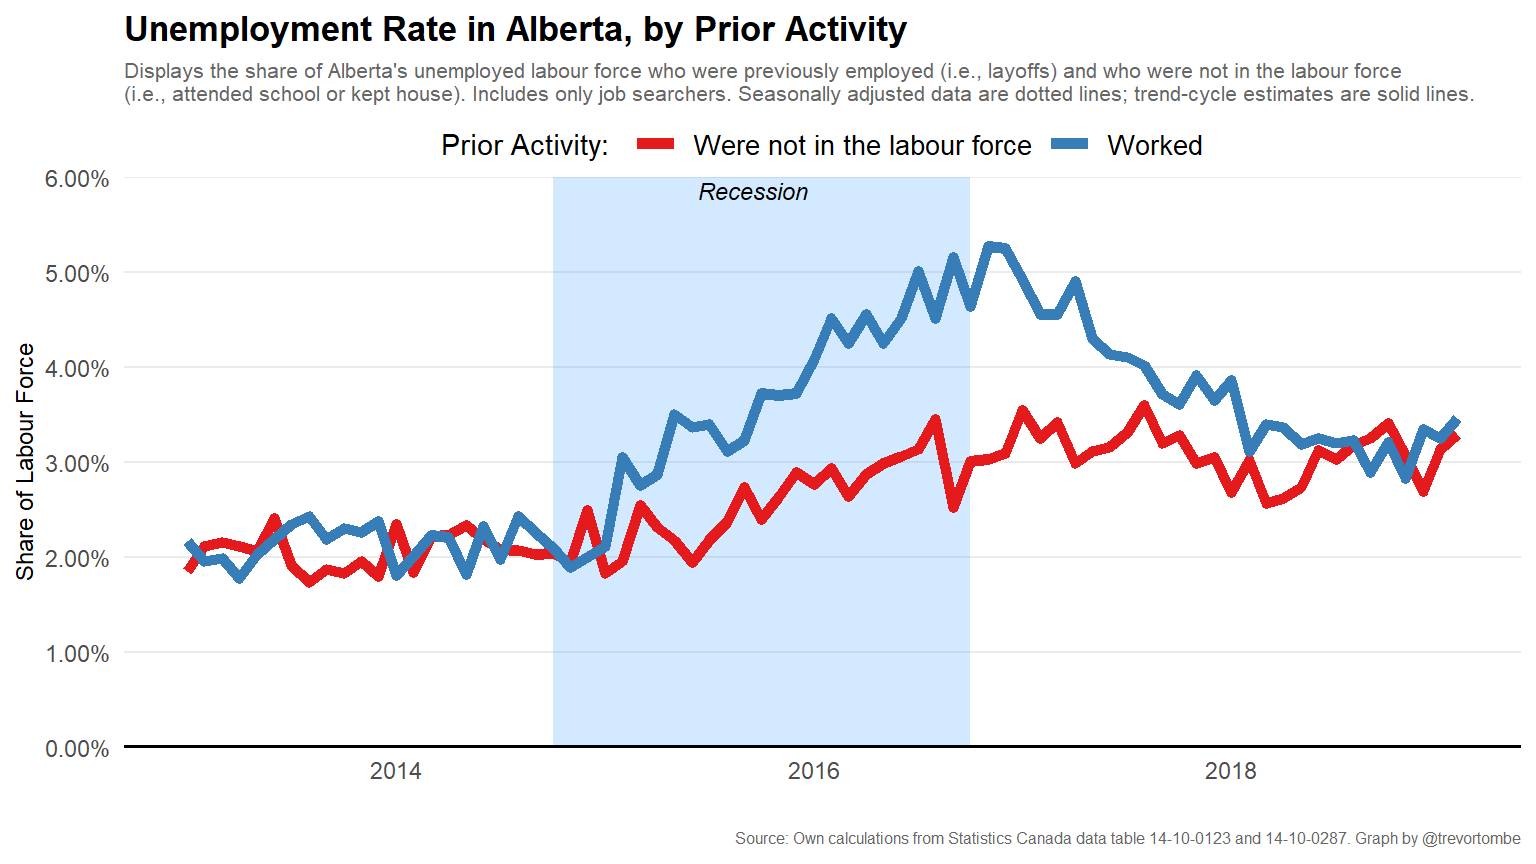 Unemployment Rate in Alberta, by Prior Activity
Displays the share of Alberta's unemployed labour force who were previously employed (i.e., layoffs) and who were not in the labour force
(i.e., attended school or kept house). Includes only job searchers. Seasonally adjusted data are dotted lines; trend-cycle estimates are solid lines.
Prior Activity: Were not in the labour force Worked
6.00%
Recession
5.00%
4.00%
3.00%
2.00%
1.00%
0.00%
Share of Labour Force
2014 2016 2018
Source: Own calculations from Statistics Canada data table 14-10-0123 and 14-10-0287. Graph by @trevortombe